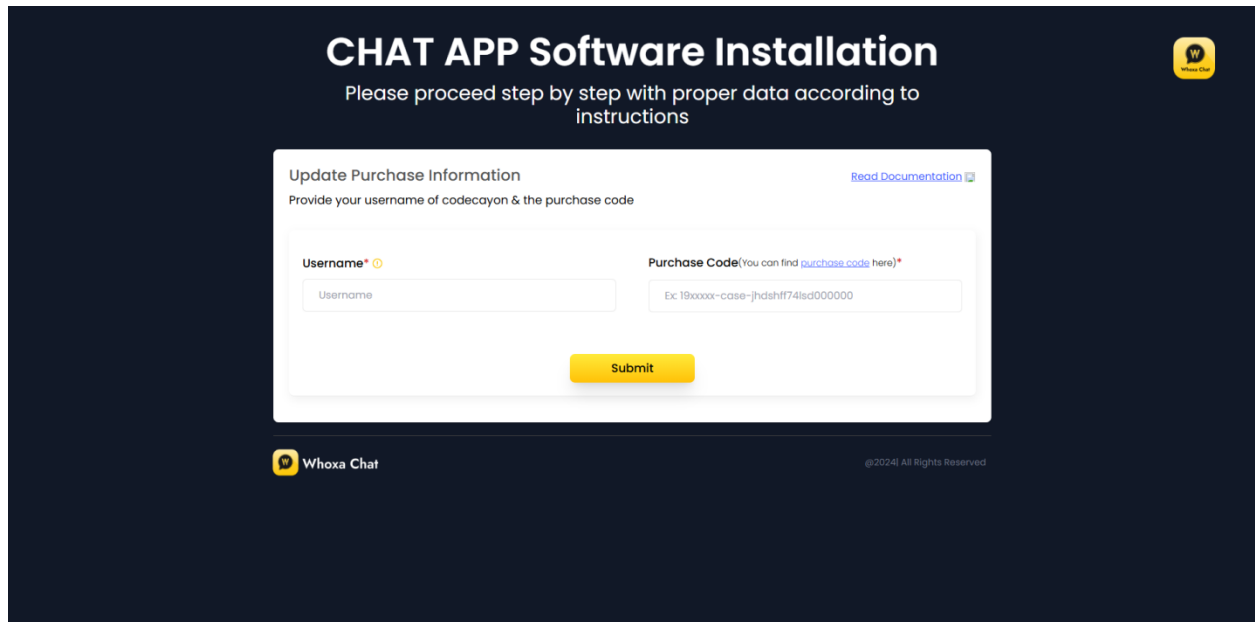 CHAT APP Software Installation
Please proceed step by step with proper data according to
instructions
W
Whoxa Chat
Update Purchase Information
Read Documentation
Provide your username of codecayon & the purchase code
Username*
Purchase Code(You can find purchase code here)*
Username
Ex: 19xxxxx-case-jhdshff74lsd000000
Submit
W
Whoxa Chat
@2024| All Rights Reserved